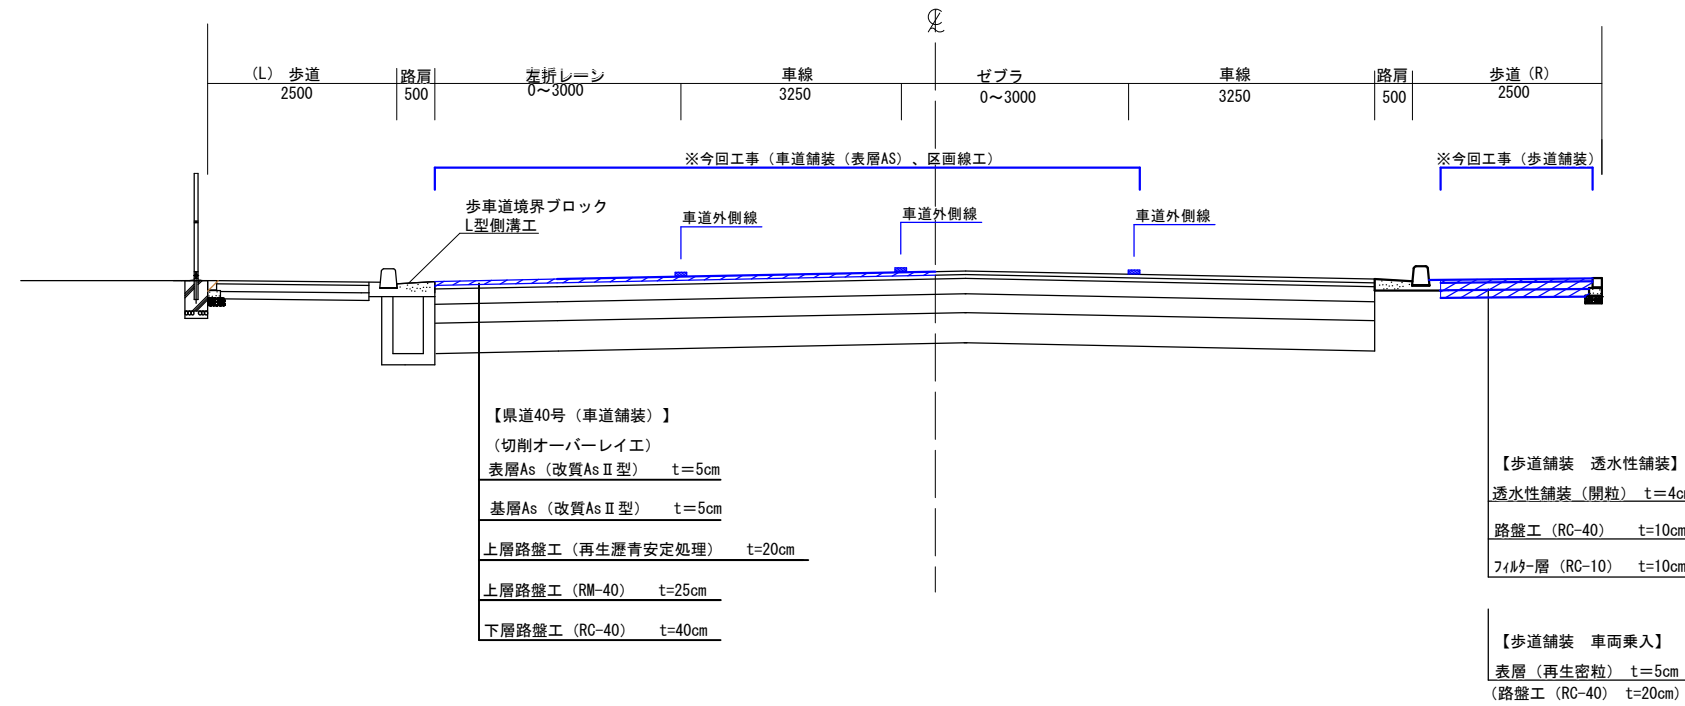 ℄
(L) 歩道
路肩
左折レーン
車線
ゼブラ
車線
路肩
歩道(R)
2500
500
0～3000
3250
0～3000
3250
500
2500
※今回工事（車道舗装（表層AS）、区画線工）
※今回工事（歩道舗装）
歩車道境界ブロック
L型側溝工
車道外側線
車道外側線
車道外側線
【県道40号（車道舗装）】
（切削オーバーレイ工）
表層As（改質AsⅡ型） t＝5cm
基層As（改質AsⅡ型） t＝5cm
上層路盤工（再生瀝青安定処理） t=20cm
上層路盤工（RM-40） t=25cm
下層路盤工（RC-40） t=40cm
【歩道舗装 透水性舗装】
透水性舗装（開粒） t＝4cm
路盤工（RC-40） t=10cm
フィルター層（RC-10） t=10cm
【歩道舗装 車両乗入】
表層（再生密粒） t＝5cm
(路盤工（RC-40） t=20cm)